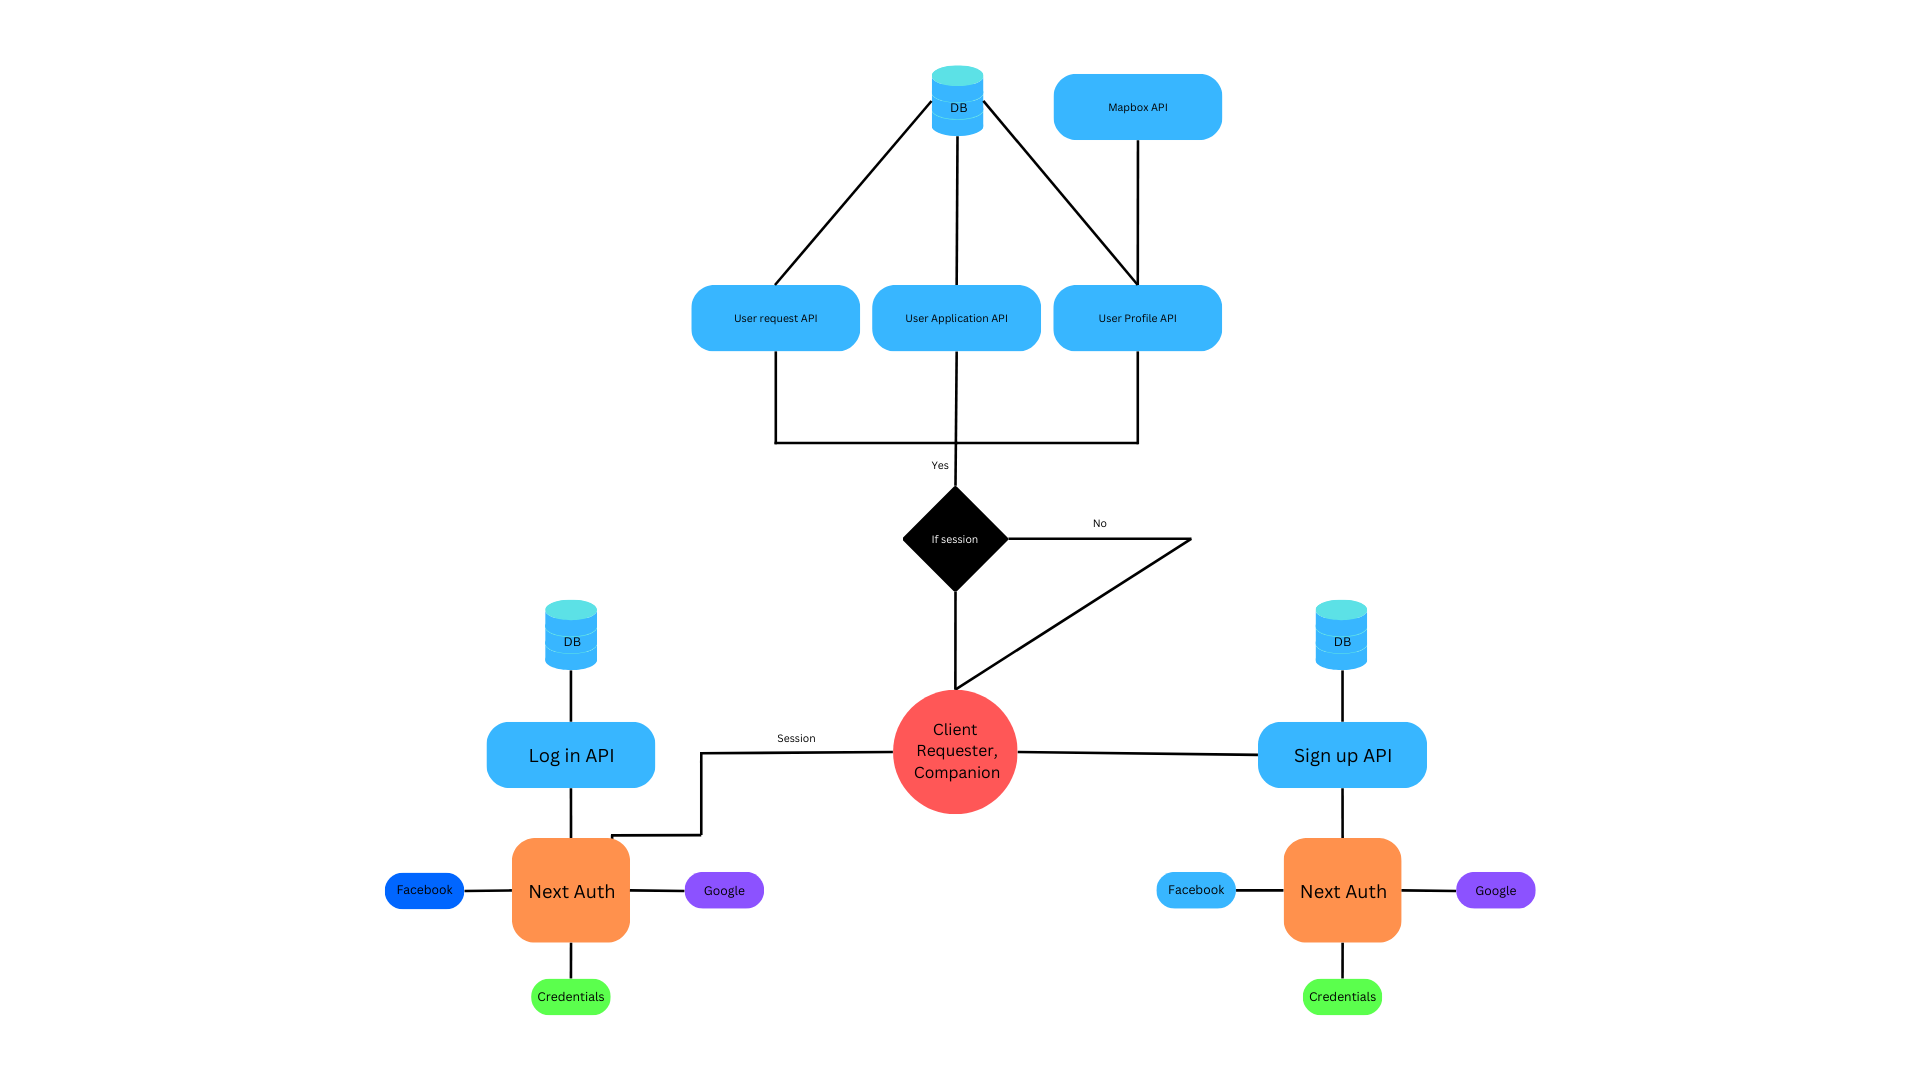 DB
Mapbox API
User request API
User Application API
User Profile API
Yes
No
If session
DB
DB
Session
Client
Requester,
Companion
Log in API
Sign up API
Facebook
Next Auth
Google
Facebook
Next Auth
Google
Credentials
Credentials